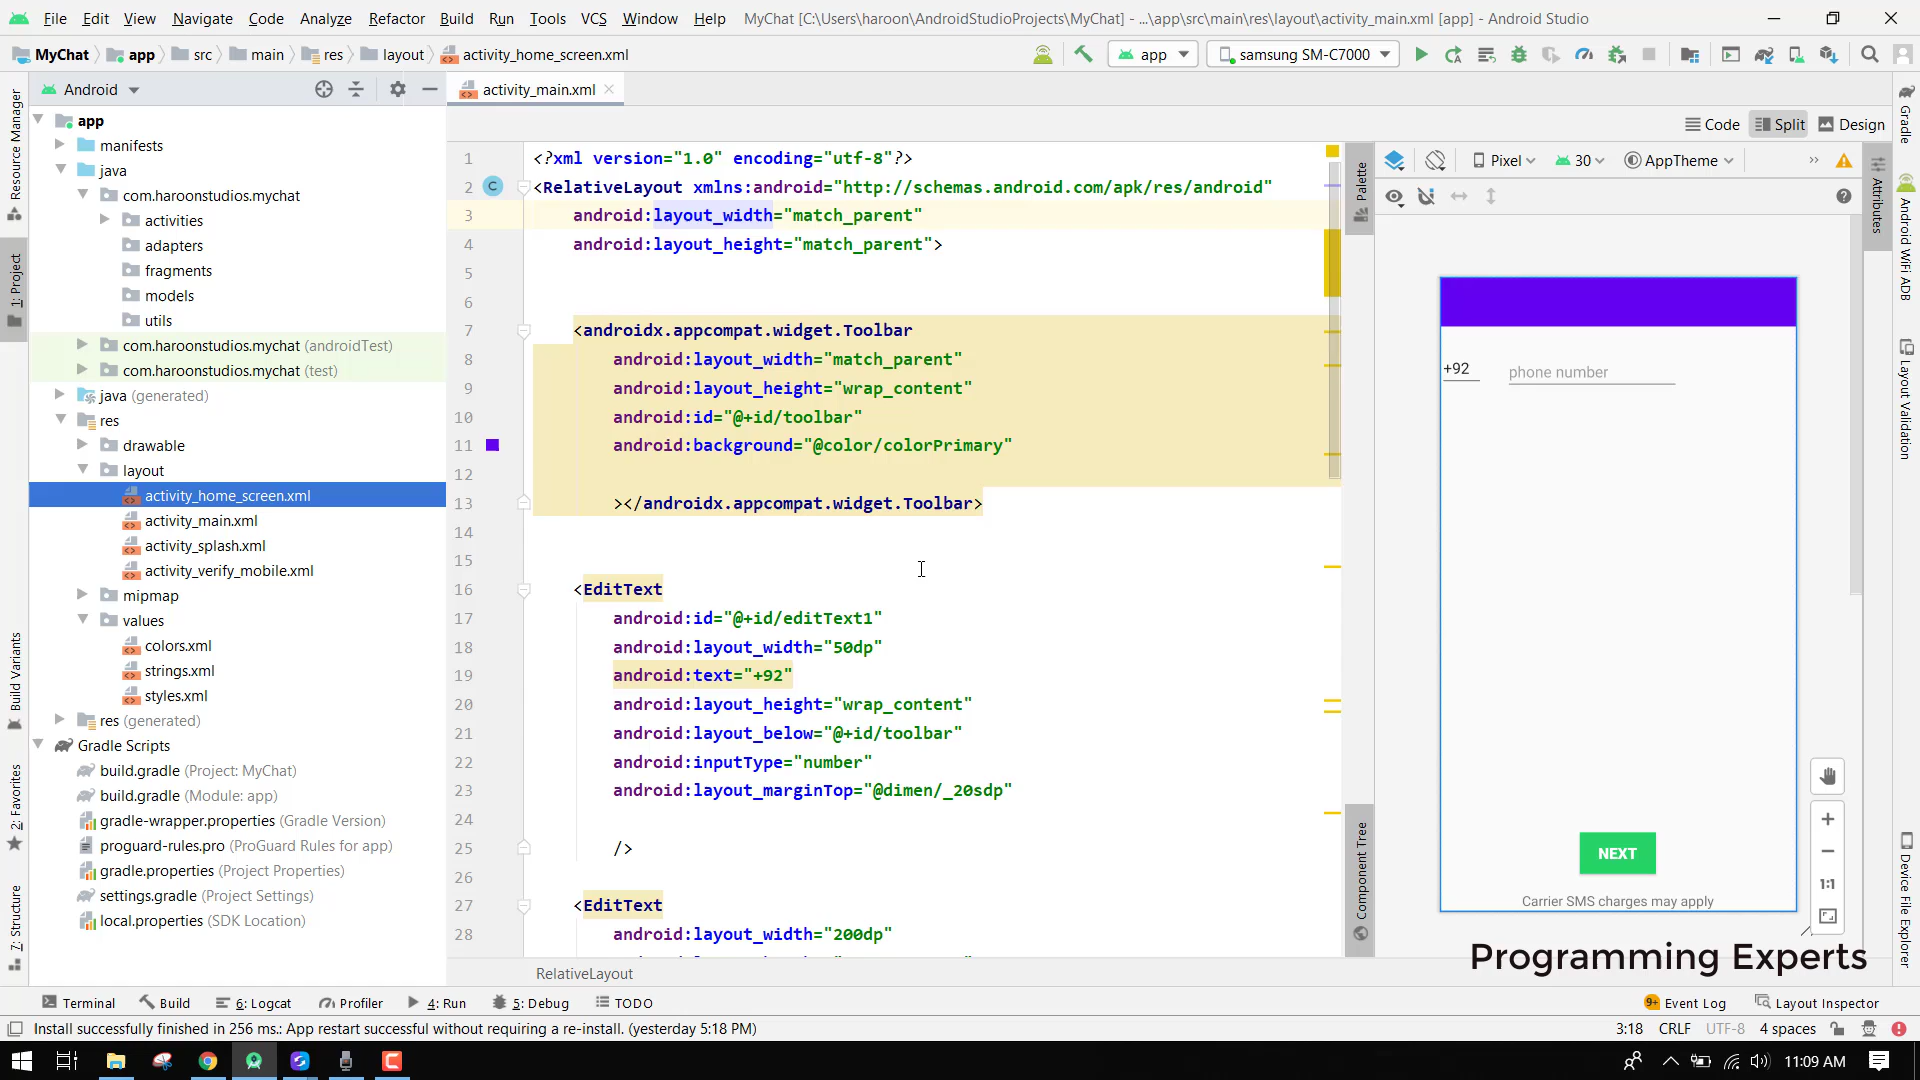 File Edit View Navigate Code Analyze Refactor Build Run Tools VCS Window Help MyChat [C:\Users\haroon\AndroidStudioProjects\MyChat] - ...\app\src\main\res\layout\activity_main.xml [app] - Android Studio
MyChat app src main res layout activity_home_screen.xml app samsung SM-C7000
Android activity_main.xml
Code Split Design
Resource Manager
1: Project
Build Variants
2: Favorites
7: Structure
app
manifests
java
com.haroonstudios.mychat
activities
adapters
fragments
models
utils
com.haroonstudios.mychat (androidTest)
com.haroonstudios.mychat (test)
java (generated)
res
drawable
layout
activity_home_screen.xml
activity_main.xml
activity_splash.xml
activity_verify_mobile.xml
mipmap
values
colors.xml
strings.xml
styles.xml
res (generated)
Gradle Scripts
build.gradle (Project: MyChat)
build.gradle (Module: app)
gradle-wrapper.properties (Gradle Version)
proguard-rules.pro (ProGuard Rules for app)
gradle.properties (Project Properties)
settings.gradle (Project Settings)
local.properties (SDK Location)
1 <?xml version="1.0" encoding="utf-8"?>
2 C <RelativeLayout xmlns:android="http://schemas.android.com/apk/res/android"
3 android:layout_width="match_parent"
4 android:layout_height="match_parent">
5
6
7 <androidx.appcompat.widget.Toolbar
8 android:layout_width="match_parent"
9 android:layout_height="wrap_content"
10 android:id="@+id/toolbar"
11 android:background="@color/colorPrimary"
12
13 ></androidx.appcompat.widget.Toolbar>
14
15
16 <EditText
17 android:id="@+id/editText1"
18 android:layout_width="50dp"
19 android:text="+92"
20 android:layout_height="wrap_content"
21 android:layout_below="@+id/toolbar"
22 android:inputType="number"
23 android:layout_marginTop="@dimen/_20sdp"
24
25 />
26
27 <EditText
28 android:layout_width="200dp"
RelativeLayout
Palette
Component Tree
Pixel 30 AppTheme
+92 phone number
NEXT
Carrier SMS charges may apply
1:1
Programming Experts
Attributes
Gradle
Android WiFi ADB
Layout Validation
Device File Explorer
Terminal Build 6: Logcat Profiler 4: Run 5: Debug TODO 9+ Event Log Layout Inspector
Install successfully finished in 256 ms.: App restart successful without requiring a re-install. (yesterday 5:18 PM) 3:18 CRLF UTF-8 4 spaces
11:09 AM